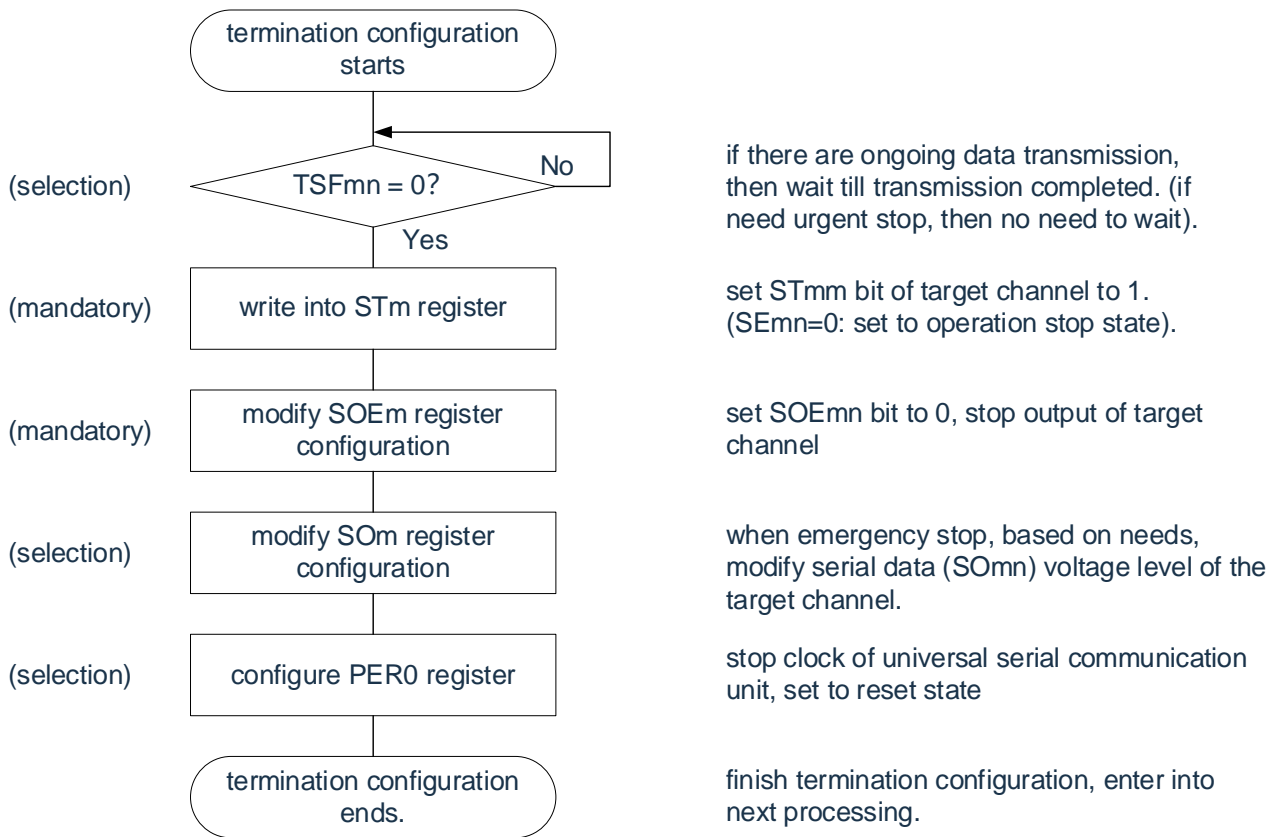 termination configuration
starts
(selection)
TSFmn = 0?
No
Yes
if there are ongoing data transmission,
then wait till transmission completed. (if
need urgent stop, then no need to wait).
(mandatory)
write into STm register
set STmm bit of target channel to 1.
(SEmn=0: set to operation stop state).
(mandatory)
modify SOEm register
configuration
set SOEmn bit to 0, stop output of target
channel
(selection)
modify SOm register
configuration
when emergency stop, based on needs,
modify serial data (SOmn) voltage level of the
target channel.
(selection)
configure PER0 register
stop clock of universal serial communication
unit, set to reset state
termination configuration
ends.
finish termination configuration, enter into
next processing.